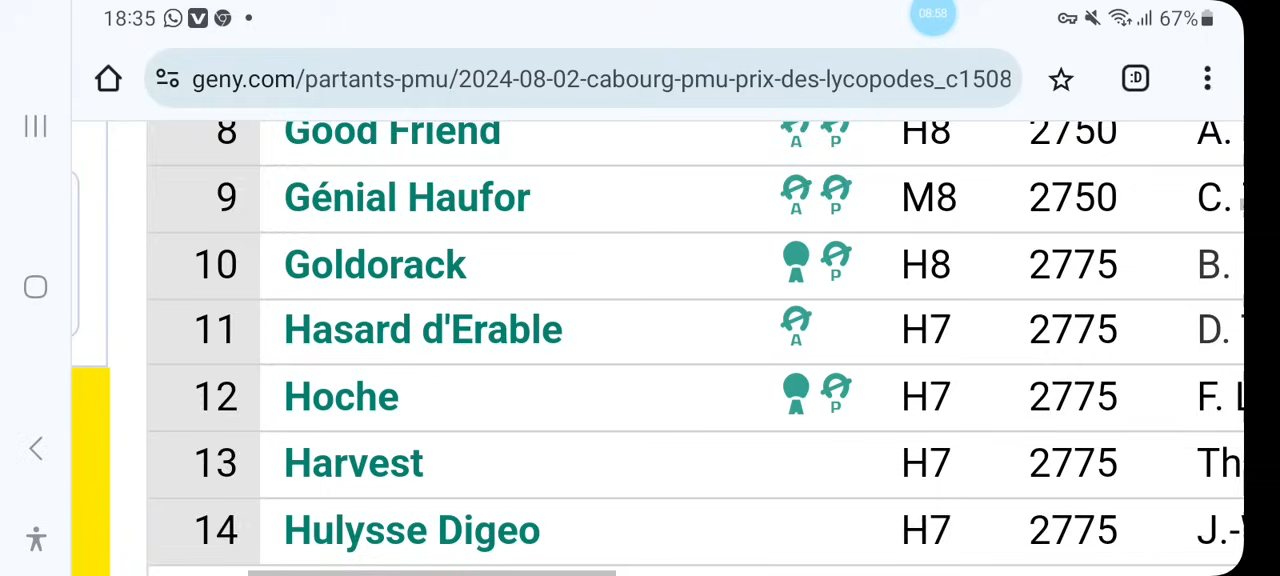 18:35
08:58
67%
geny.com/partants-pmu/2024-08-02-cabourg-pmu-prix-des-lycopodes_c1508
8 Good Friend A P H8 2750 A.
9 Génial Haufor A P M8 2750 C.
10 Goldorack P H8 2775 B.
11 Hasard d'Erable A H7 2775 D.
12 Hoche P H7 2775 F. L
13 Harvest H7 2775 Th
14 Hulysse Digeo H7 2775 J.-